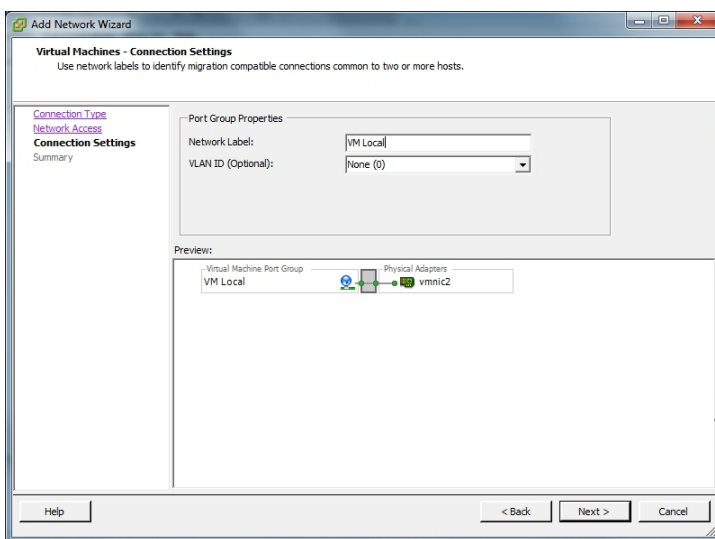 Add Network Wizard
Virtual Machines - Connection Settings
Use network labels to identify migration compatible connections common to two or more hosts.
Connection Type
Network Access
Connection Settings
Summary
Port Group Properties
Network Label:
VM Local
VLAN ID (Optional):
None (0)
Preview:
Virtual Machine Port Group
Physical Adapters
VM Local
vmnic2
Help
< Back
Next >
Cancel